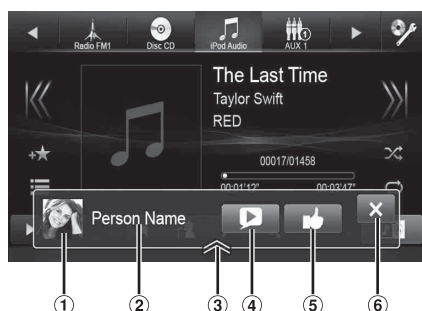 Radio FM1 Disc CD iPod Audio AUX 1
1
The Last Time
Taylor Swift
RED
00017/01458
00:01'12" 00:03'47"
Person Name
1 2 3 4 5 6